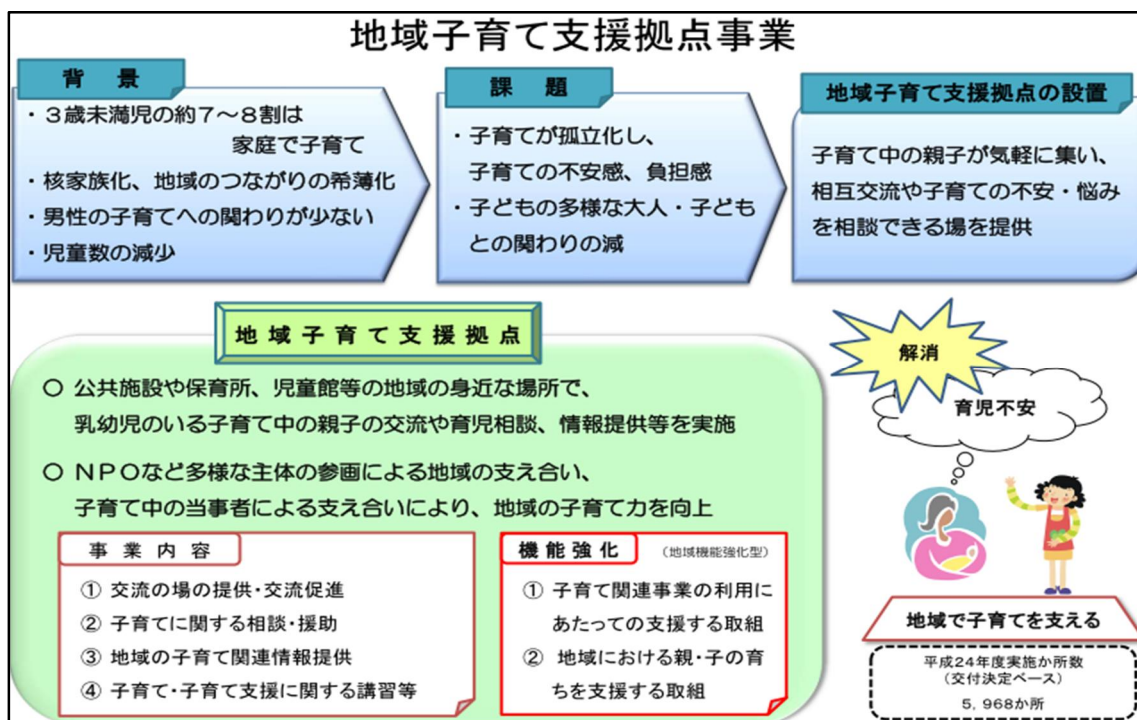 地域子育て支援拠点事業
背 景
・３歳未満児の約７～８割は
家庭で子育て
・核家族化、地域のつながりの希薄化
・男性の子育てへの関わりが少ない
・児童数の減少
課 題
・子育てが孤立化し、
子育ての不安感、負担感
・子どもの多様な大人・子ども
との関わりの減
地域子育て支援拠点の設置
子育て中の親子が気軽に集い、
相互交流や子育ての不安・悩み
を相談できる場を提供
地域子育て支援拠点
○ 公共施設や保育所、児童館等の地域の身近な場所で、
乳幼児のいる子育て中の親子の交流や育児相談、情報提供等を実施
○ ＮＰＯなど多様な主体の参画による地域の支え合い、
子育て中の当事者による支え合いにより、地域の子育て力を向上
事 業 内 容
① 交流の場の提供・交流促進
② 子育てに関する相談・援助
③ 地域の子育て関連情報提供
④ 子育て・子育て支援に関する講習等
機能強化 （地域機能強化型）
① 子育て関連事業の利用に
あたっての支援する取組
② 地域における親・子の育
ちを支援する取組
解消
育児不安
地域で子育てを支える
平成24年度実施か所数
（交付決定ベース）
５，９６８か所